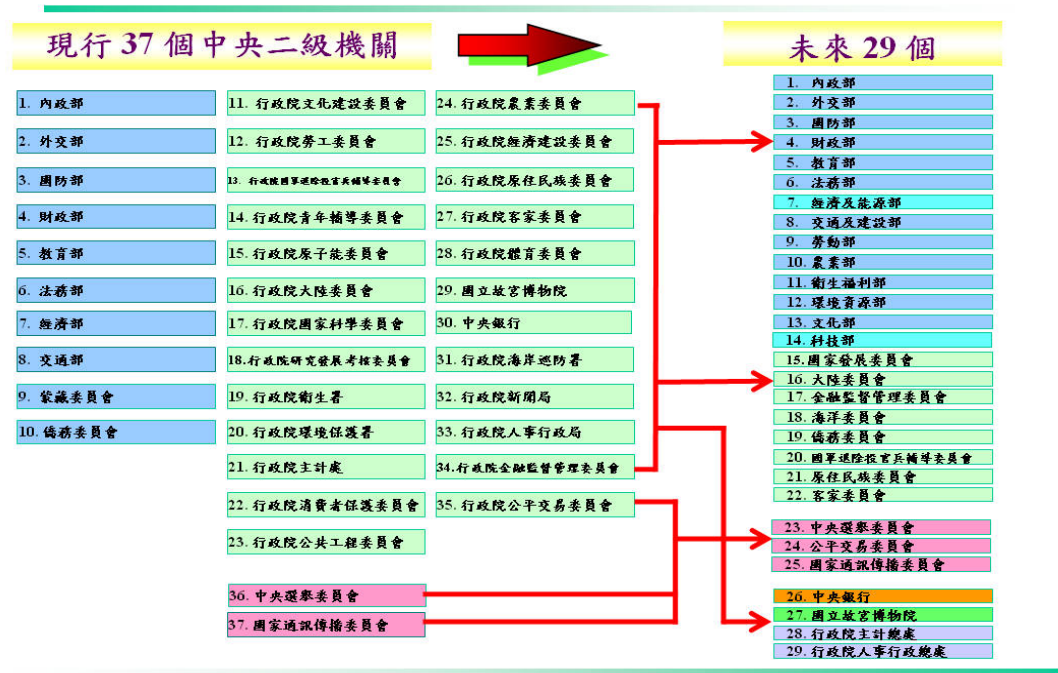 現行 37 個中央二級機關
未來 29 個
1. 內政部
2. 外交部
3. 國防部
4. 財政部
5. 教育部
6. 法務部
7. 經濟部
8. 交通部
9. 蒙藏委員會
10. 僑務委員會
11. 行政院文化建設委員會
12. 行政院勞工委員會
13. 行政院國軍退除役官兵輔導委員會
14. 行政院青年輔導委員會
15. 行政院原子能委員會
16. 行政院大陸委員會
17. 行政院國家科學委員會
18.行政院研究發展考核委員會
19. 行政院衛生署
20. 行政院環境保護署
21. 行政院主計處
22. 行政院消費者保護委員會
23. 行政院公共工程委員會
24. 行政院農業委員會
25. 行政院經濟建設委員會
26. 行政院原住民族委員會
27. 行政院客家委員會
28. 行政院體育委員會
29. 國立故宮博物院
30. 中央銀行
31. 行政院海岸巡防署
32. 行政院新聞局
33. 行政院人事行政局
34.行政院金融監督管理委員會
35. 行政院公平交易委員會
36. 中央選舉委員會
37. 國家通訊傳播委員會
1. 內政部
2. 外交部
3. 國防部
4. 財政部
5. 教育部
6. 法務部
7. 經濟及能源部
8. 交通及建設部
9. 勞動部
10. 農業部
11. 衛生福利部
12. 環境資源部
13. 文化部
14. 科技部
15.國家發展委員會
16. 大陸委員會
17. 金融監督管理委員會
18. 海洋委員會
19. 僑務委員會
20. 國軍退除役官兵輔導委員會
21. 原住民族委員會
22. 客家委員會
23. 中央選舉委員會
24. 公平交易委員會
25. 國家通訊傳播委員會
26. 中央銀行
27. 國立故宮博物院
28. 行政院主計總處
29. 行政院人事行政總處